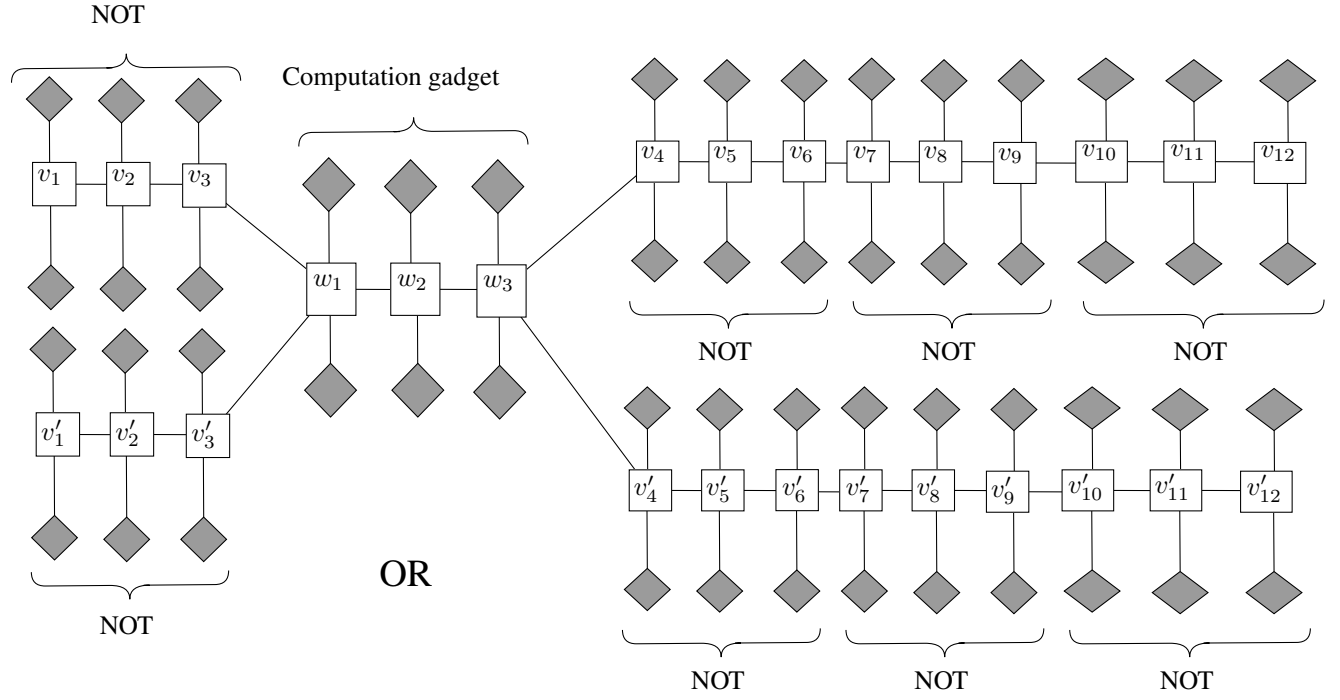 NOT
Computation gadget
v₁ v₂ v₃
v₄ v₅ v₆ v₇ v₈ v₉ v₁₀ v₁₁ v₁₂
w₁ w₂ w₃
NOT NOT NOT
v′₁ v′₂ v′₃
v′₄ v′₅ v′₆ v′₇ v′₈ v′₉ v′₁₀ v′₁₁ v′₁₂
OR
NOT
NOT NOT NOT